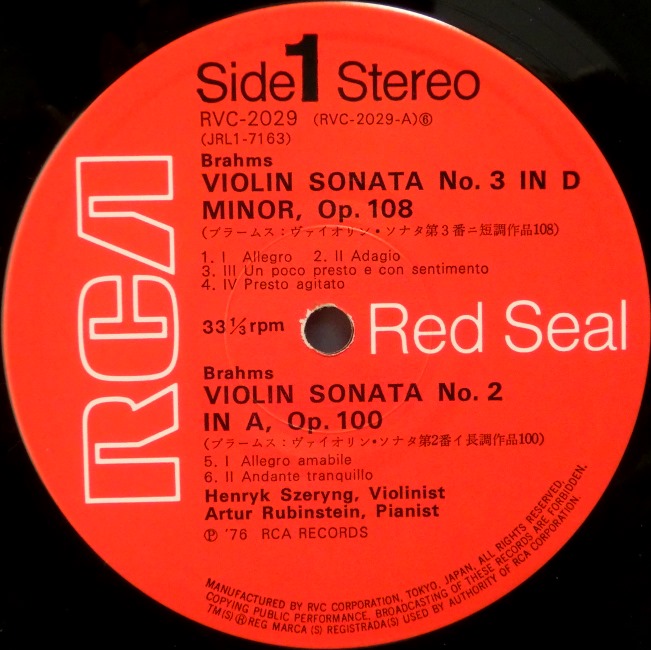 Side 1 Stereo
RVC-2029 (RVC-2029-A)⑥
(JRL1-7163)
Brahms
VIOLIN SONATA No. 3 IN D
MINOR, Op. 108
(ブラームス：ヴァイオリン・ソナタ第３番ニ短調作品108)
1. I Allegro 2. II Adagio
3. III Un poco presto e con sentimento
4. IV Presto agitato
33⅓rpm
Red Seal
RCA
Brahms
VIOLIN SONATA No. 2
IN A, Op. 100
(ブラームス：ヴァイオリン・ソナタ第2番イ長調作品100)
5. I Allegro amabile
6. II Andante tranquillo
Henryk Szeryng, Violinist
Artur Rubinstein, Pianist
Ⓟ '76 RCA RECORDS
MANUFACTURED BY RVC CORPORATION, TOKYO, JAPAN, ALL RIGHTS RESERVED,
COPYING PUBLIC PERFORMANCE, BROADCASTING OF THESE RECORDS ARE FORBIDDEN.
TM(S) ® REG MARCA (S) REGISTRADA(S) USED BY AUTHORITY OF RCA CORPORATION.